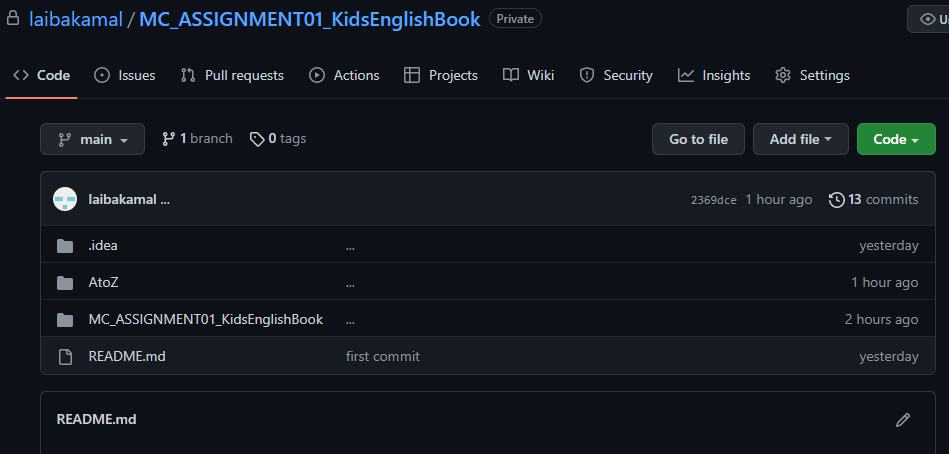 laibakamal / MC_ASSIGNMENT01_KidsEnglishBook Private
Code Issues Pull requests Actions Projects Wiki Security Insights Settings
main 1 branch 0 tags Go to file Add file Code
laibakamal ... 2369dce 1 hour ago 13 commits
.idea ... yesterday
AtoZ ... 1 hour ago
MC_ASSIGNMENT01_KidsEnglishBook ... 2 hours ago
README.md first commit yesterday
README.md